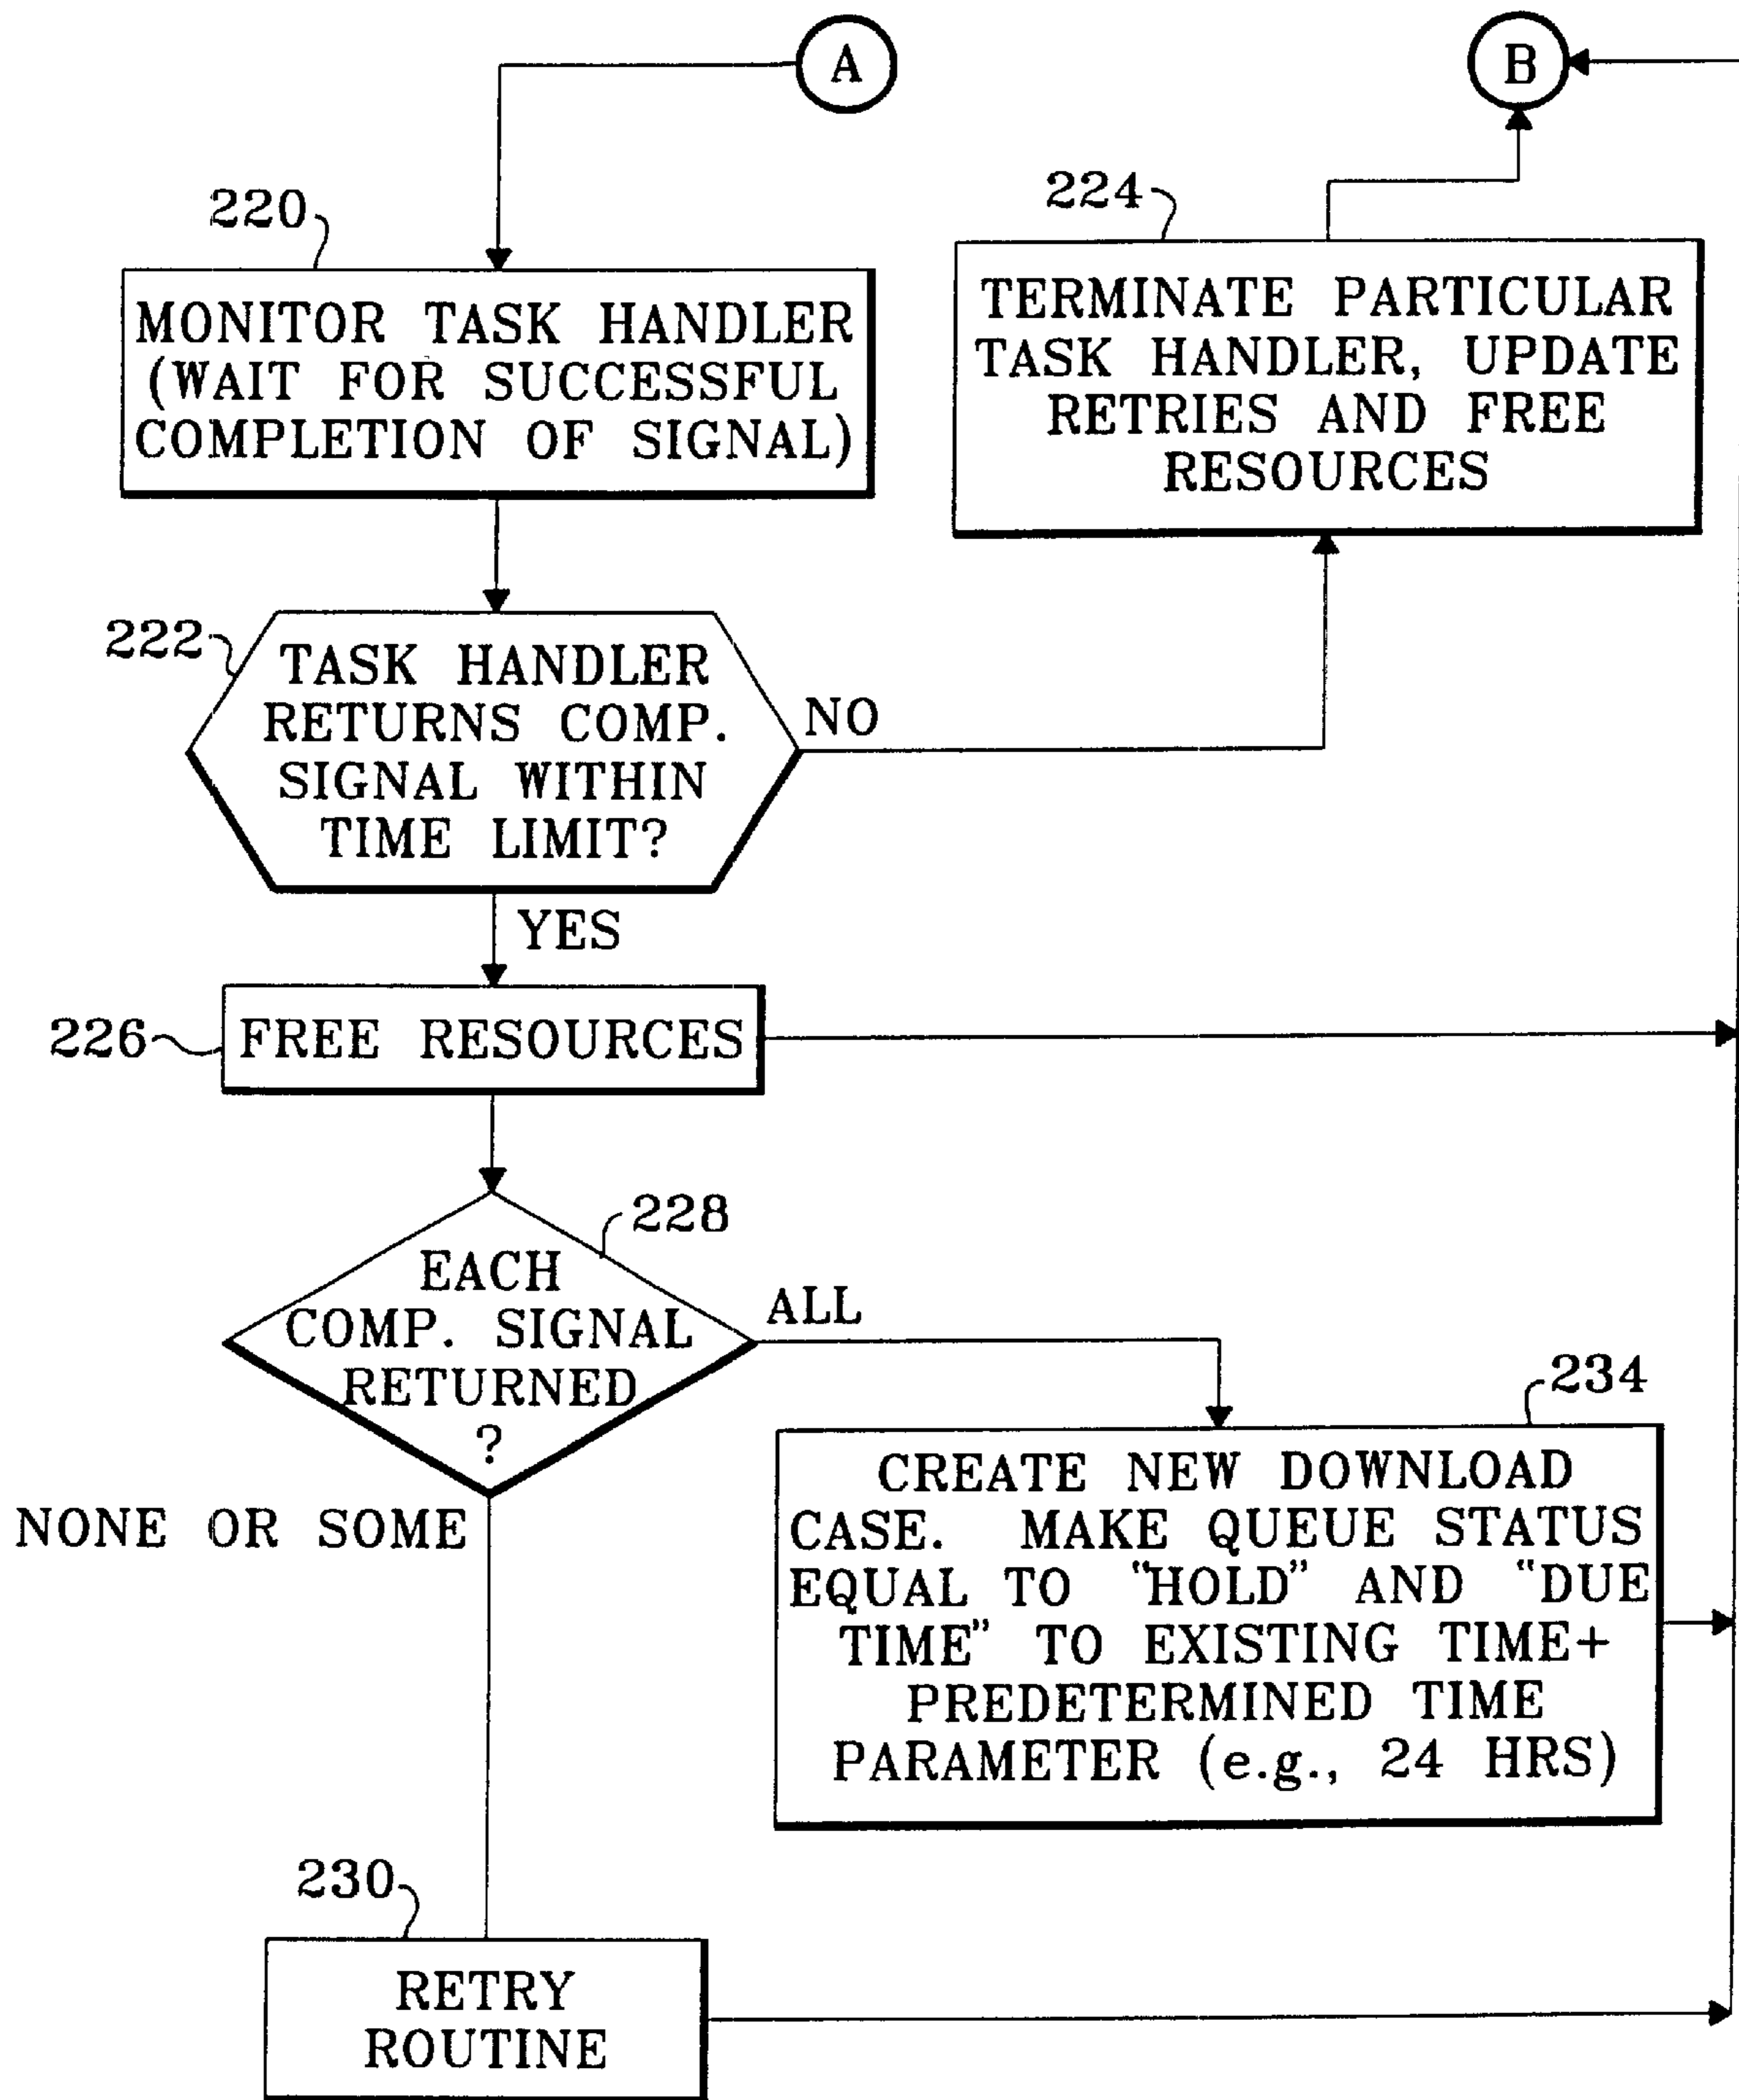 A
B
220
MONITOR TASK HANDLER
(WAIT FOR SUCCESSFUL
COMPLETION OF SIGNAL)
224
TERMINATE PARTICULAR
TASK HANDLER, UPDATE
RETRIES AND FREE
RESOURCES
222
TASK HANDLER
RETURNS COMP.
SIGNAL WITHIN
TIME LIMIT?
NO
YES
226
FREE RESOURCES
228
EACH
COMP. SIGNAL
RETURNED
?
ALL
NONE OR SOME
234
CREATE NEW DOWNLOAD
CASE. MAKE QUEUE STATUS
EQUAL TO "HOLD" AND "DUE
TIME" TO EXISTING TIME+
PREDETERMINED TIME
PARAMETER (e.g., 24 HRS)
230
RETRY
ROUTINE